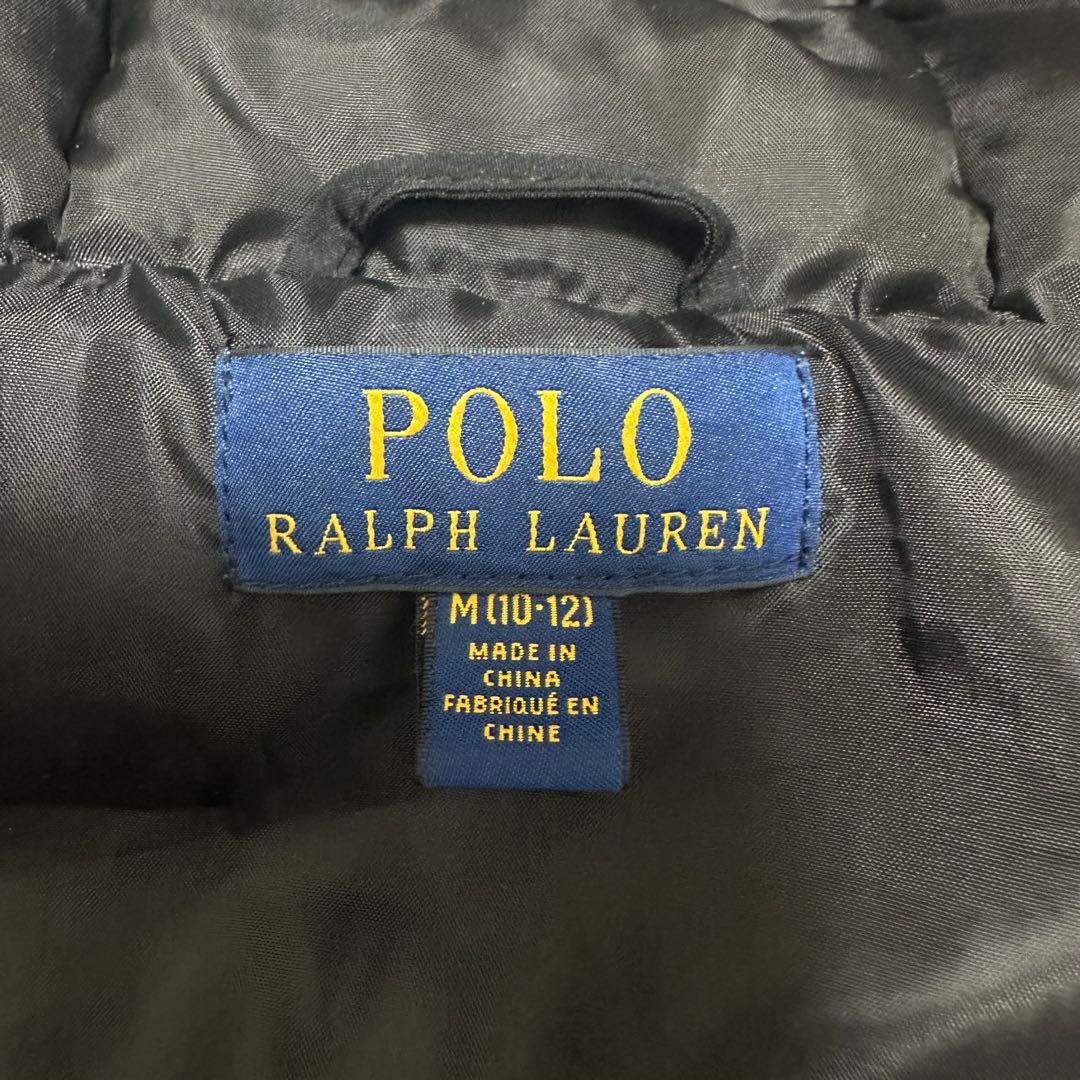 POLO
RALPH LAUREN
M (10·12)
MADE IN
CHINA
FABRIQUÉ EN
CHINE